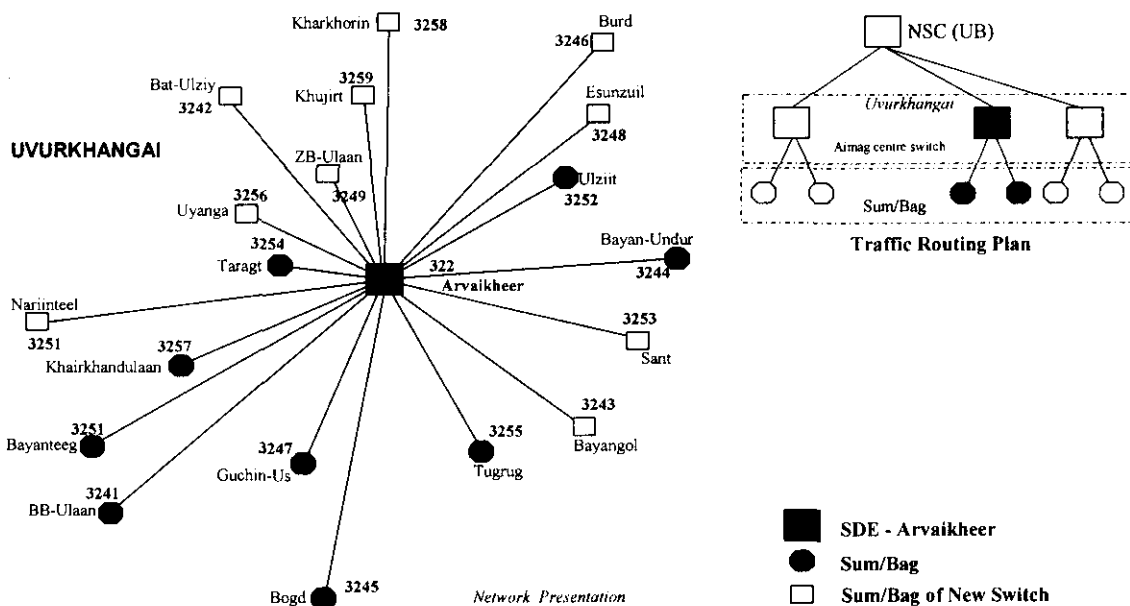 UVURKHANGAI
Kharkhorin
3258
Burd
3246
Bat-Ulziy
3242
3259
Khujirt
Esunzuil
3248
ZB-Ulaan
3249
Ulziit
3252
3256
Uyanga
3254
Taragt
322
Arvaikheer
Bayan-Undur
3244
Nariinteel
3251
3253
Sant
3257
Khairkhandulaan
3243
Bayangol
3251
Bayanteeg
3247
Guchin-Us
3255
Tugrug
3241
BB-Ulaan
Bogd
3245
Network Presentation
NSC (UB)
Uvurkhangai
Aimag centre switch
Sum/Bag
Traffic Routing Plan
SDE - Arvaikheer
Sum/Bag
Sum/Bag of New Switch